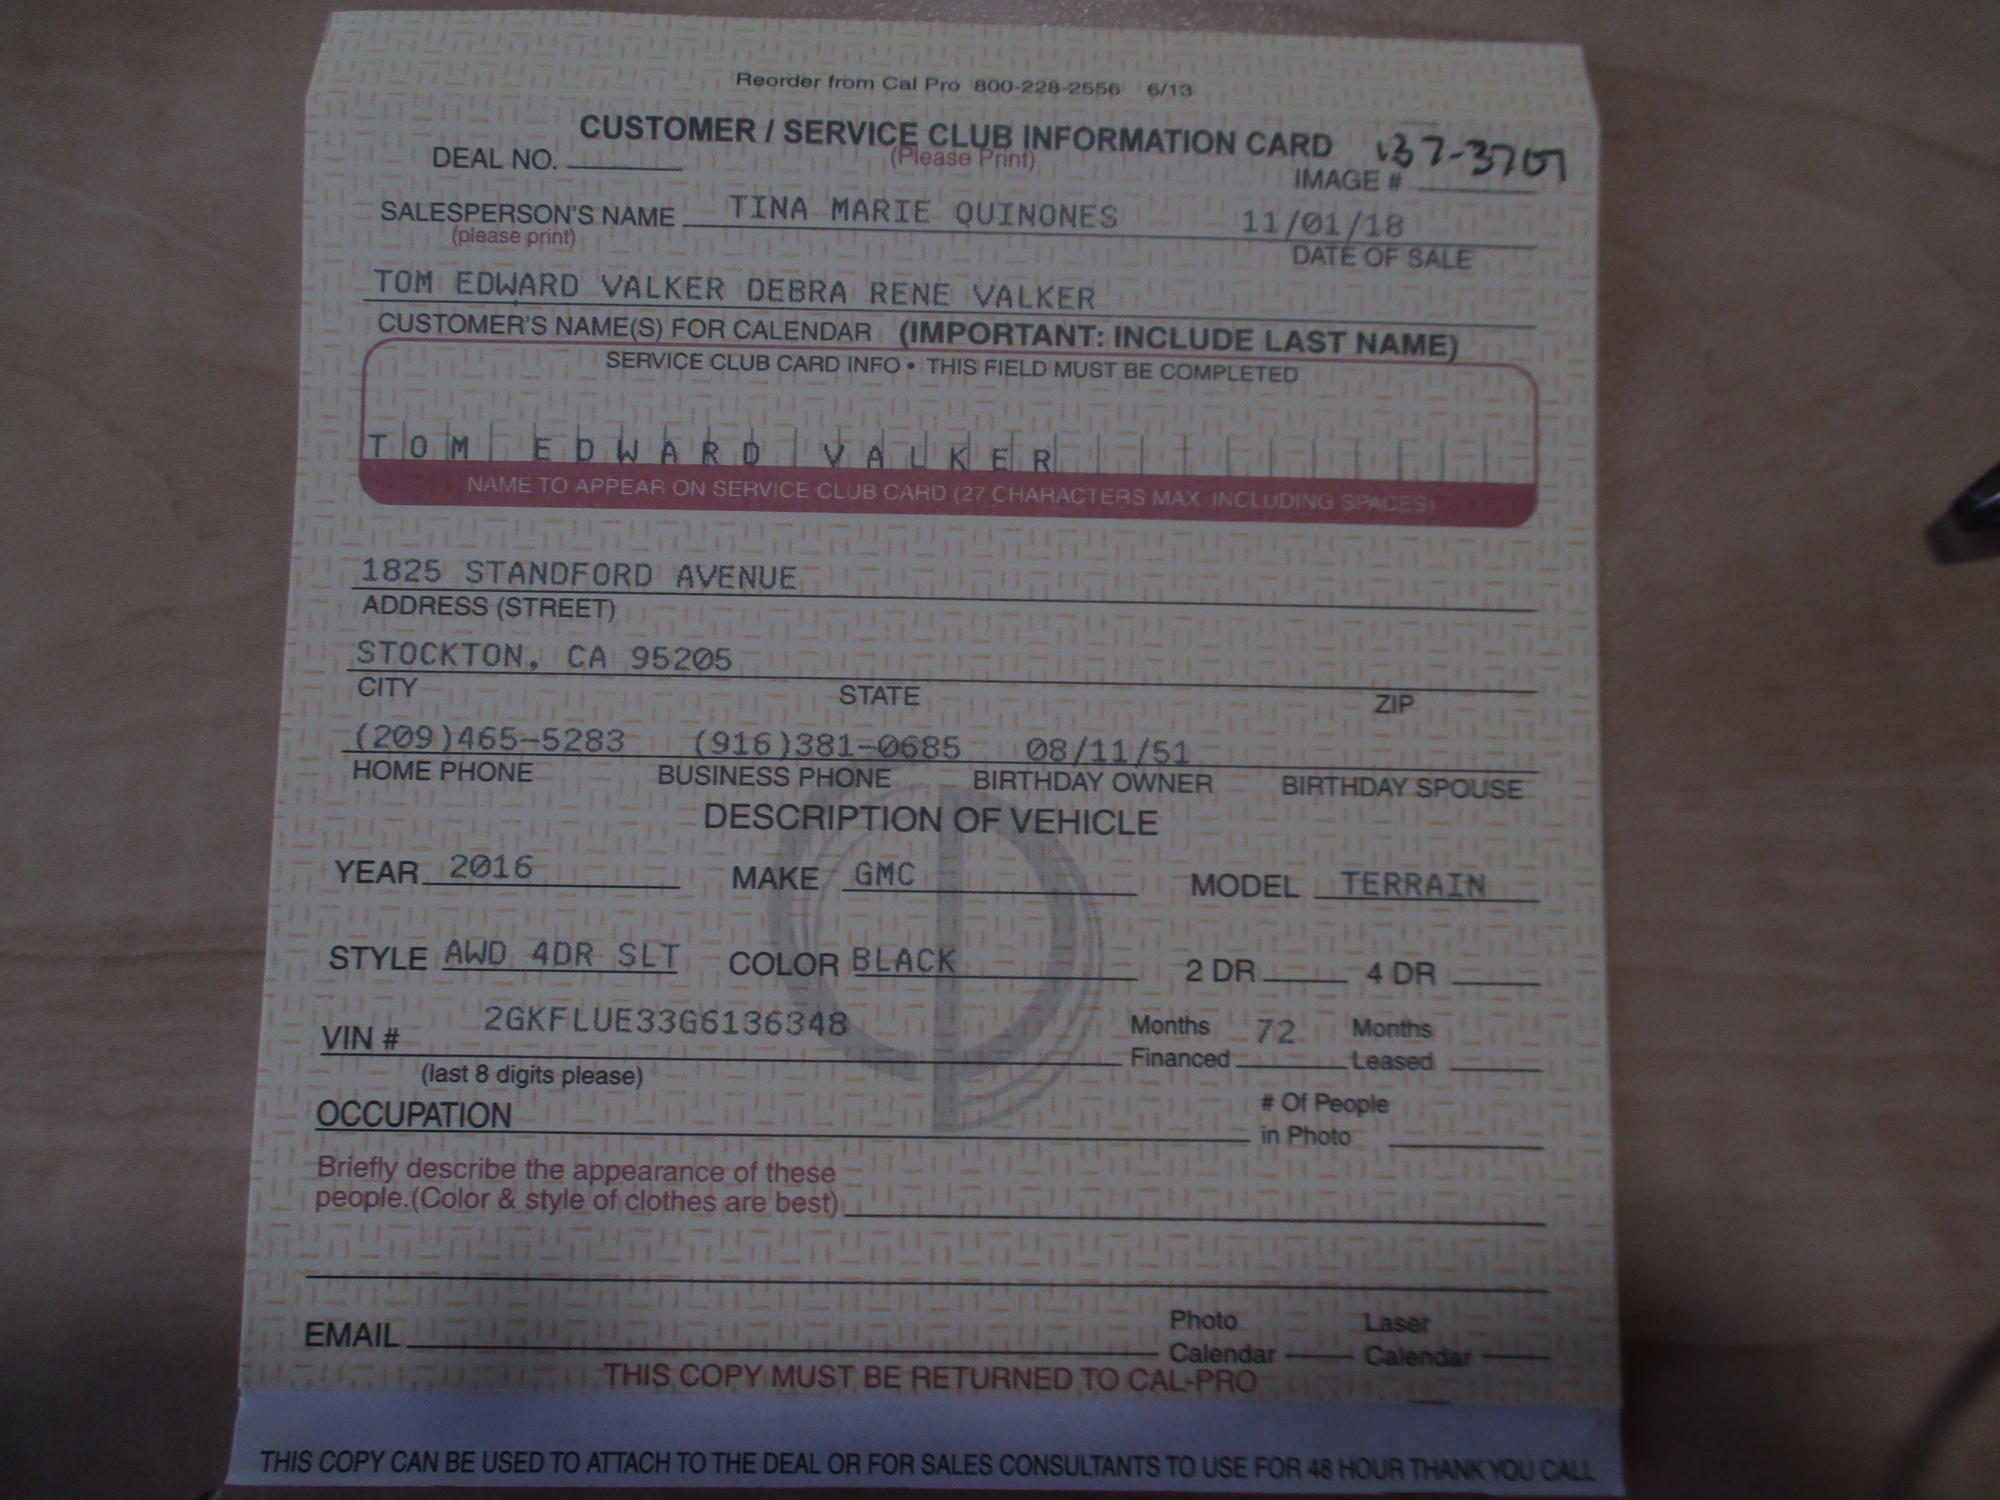 Reorder from Cal Pro 800-228-2556 6/13
CUSTOMER / SERVICE CLUB INFORMATION CARD
(Please Print)
DEAL NO.
IMAGE # 137-3707
SALESPERSON'S NAME TINA MARIE QUINONES 11/01/18
(please print) DATE OF SALE
TOM EDWARD VALKER DEBRA RENE VALKER
CUSTOMER'S NAME(S) FOR CALENDAR (IMPORTANT: INCLUDE LAST NAME)
SERVICE CLUB CARD INFO • THIS FIELD MUST BE COMPLETED
TOM EDWARD VALKER
NAME TO APPEAR ON SERVICE CLUB CARD (27 CHARACTERS MAX. INCLUDING SPACES)
1825 STANDFORD AVENUE
ADDRESS (STREET)
STOCKTON, CA 95205
CITY STATE ZIP
(209)465-5283 (916)381-0685 08/11/51
HOME PHONE BUSINESS PHONE BIRTHDAY OWNER BIRTHDAY SPOUSE
DESCRIPTION OF VEHICLE
YEAR 2016 MAKE GMC MODEL TERRAIN
STYLE AWD 4DR SLT COLOR BLACK 2 DR 4 DR
VIN # 2GKFLUE33G6136348
(last 8 digits please)
Months Financed 72 Months Leased
OCCUPATION
# Of People in Photo
Briefly describe the appearance of these
people.(Color & style of clothes are best)
EMAIL
Photo Calendar Laser Calendar
THIS COPY MUST BE RETURNED TO CAL-PRO
THIS COPY CAN BE USED TO ATTACH TO THE DEAL OR FOR SALES CONSULTANTS TO USE FOR 48 HOUR THANK YOU CALL